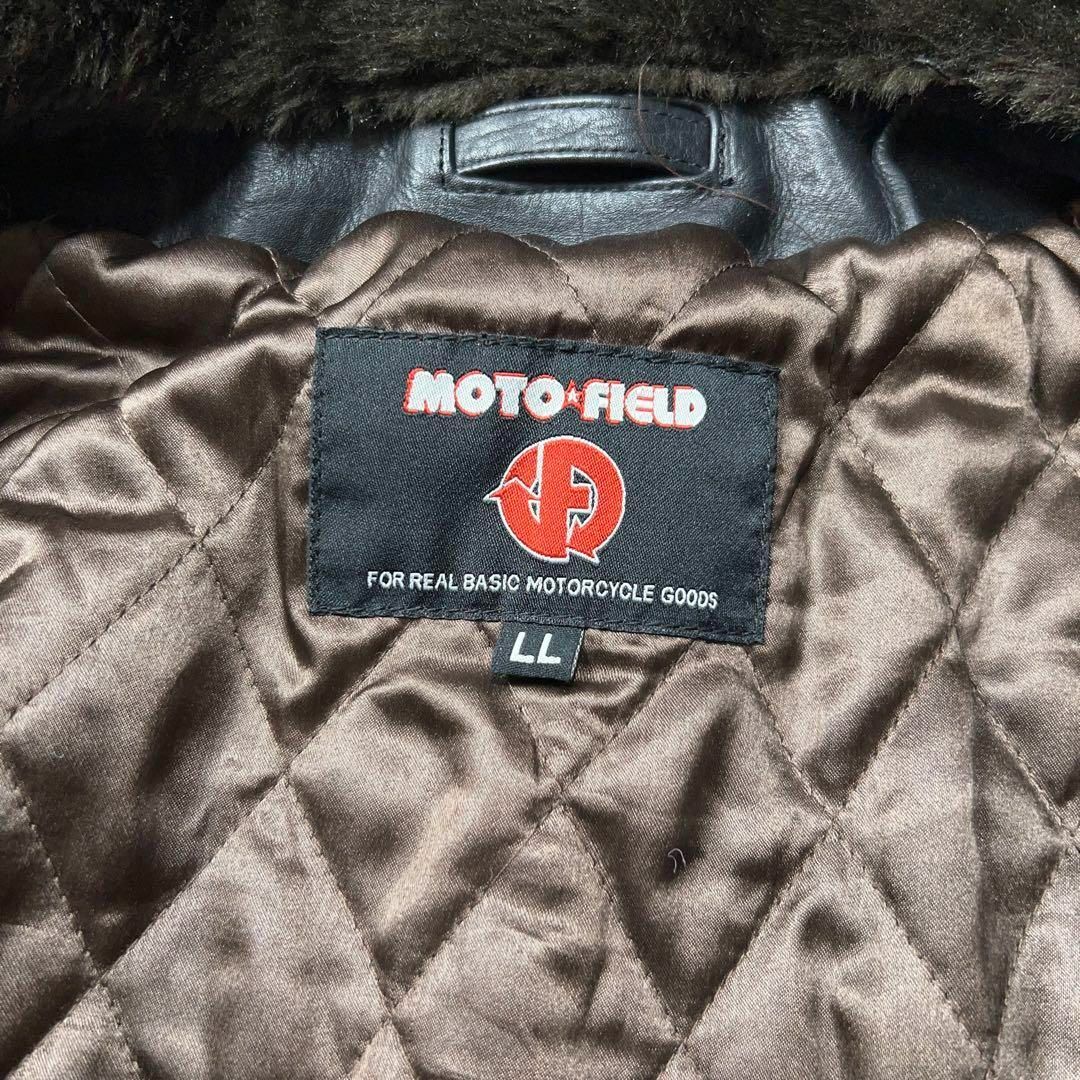 MOTO★FIELD
FOR REAL BASIC MOTORCYCLE GOODS
LL